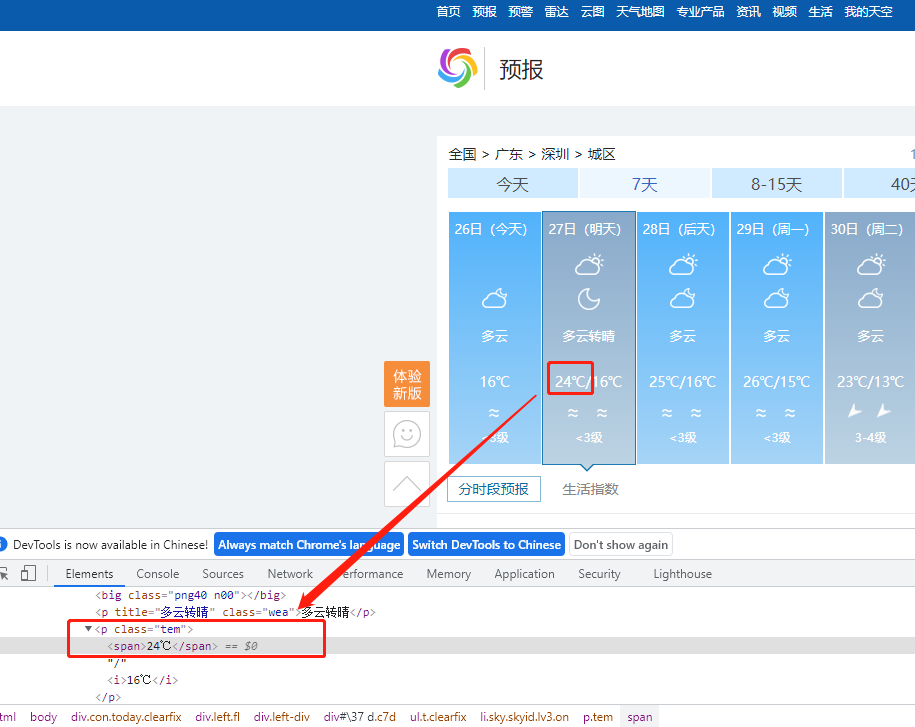 首页 预报 预警 雷达 云图 天气地图 专业产品 资讯 视频 生活 我的天空
预报
全国 > 广东 > 深圳 > 城区
今天 7天 8-15天 40天
26日（今天） 27日（明天） 28日（后天） 29日（周一） 30日（周二）
多云 多云转晴 多云 多云 多云
16℃ 24℃/16℃ 25℃/16℃ 26℃/15℃ 23℃/13℃
<3级 <3级 <3级 3-4级
体验
新版
分时段预报 生活指数
DevTools is now available in Chinese! Always match Chrome's language Switch DevTools to Chinese Don't show again
Elements Console Sources Network Performance Memory Application Security Lighthouse
<big class="png40 n00"></big>
<p title="多云转晴" class="wea">多云转晴</p>
▼<p class="tem">
<span>24℃</span> == $0
"/"
<i>16℃</i>
</p>
tml body div.con.today.clearfix div.left.fl div.left-div div#\37 d.c7d ul.t.clearfix li.sky.skyid.lv3.on p.tem span